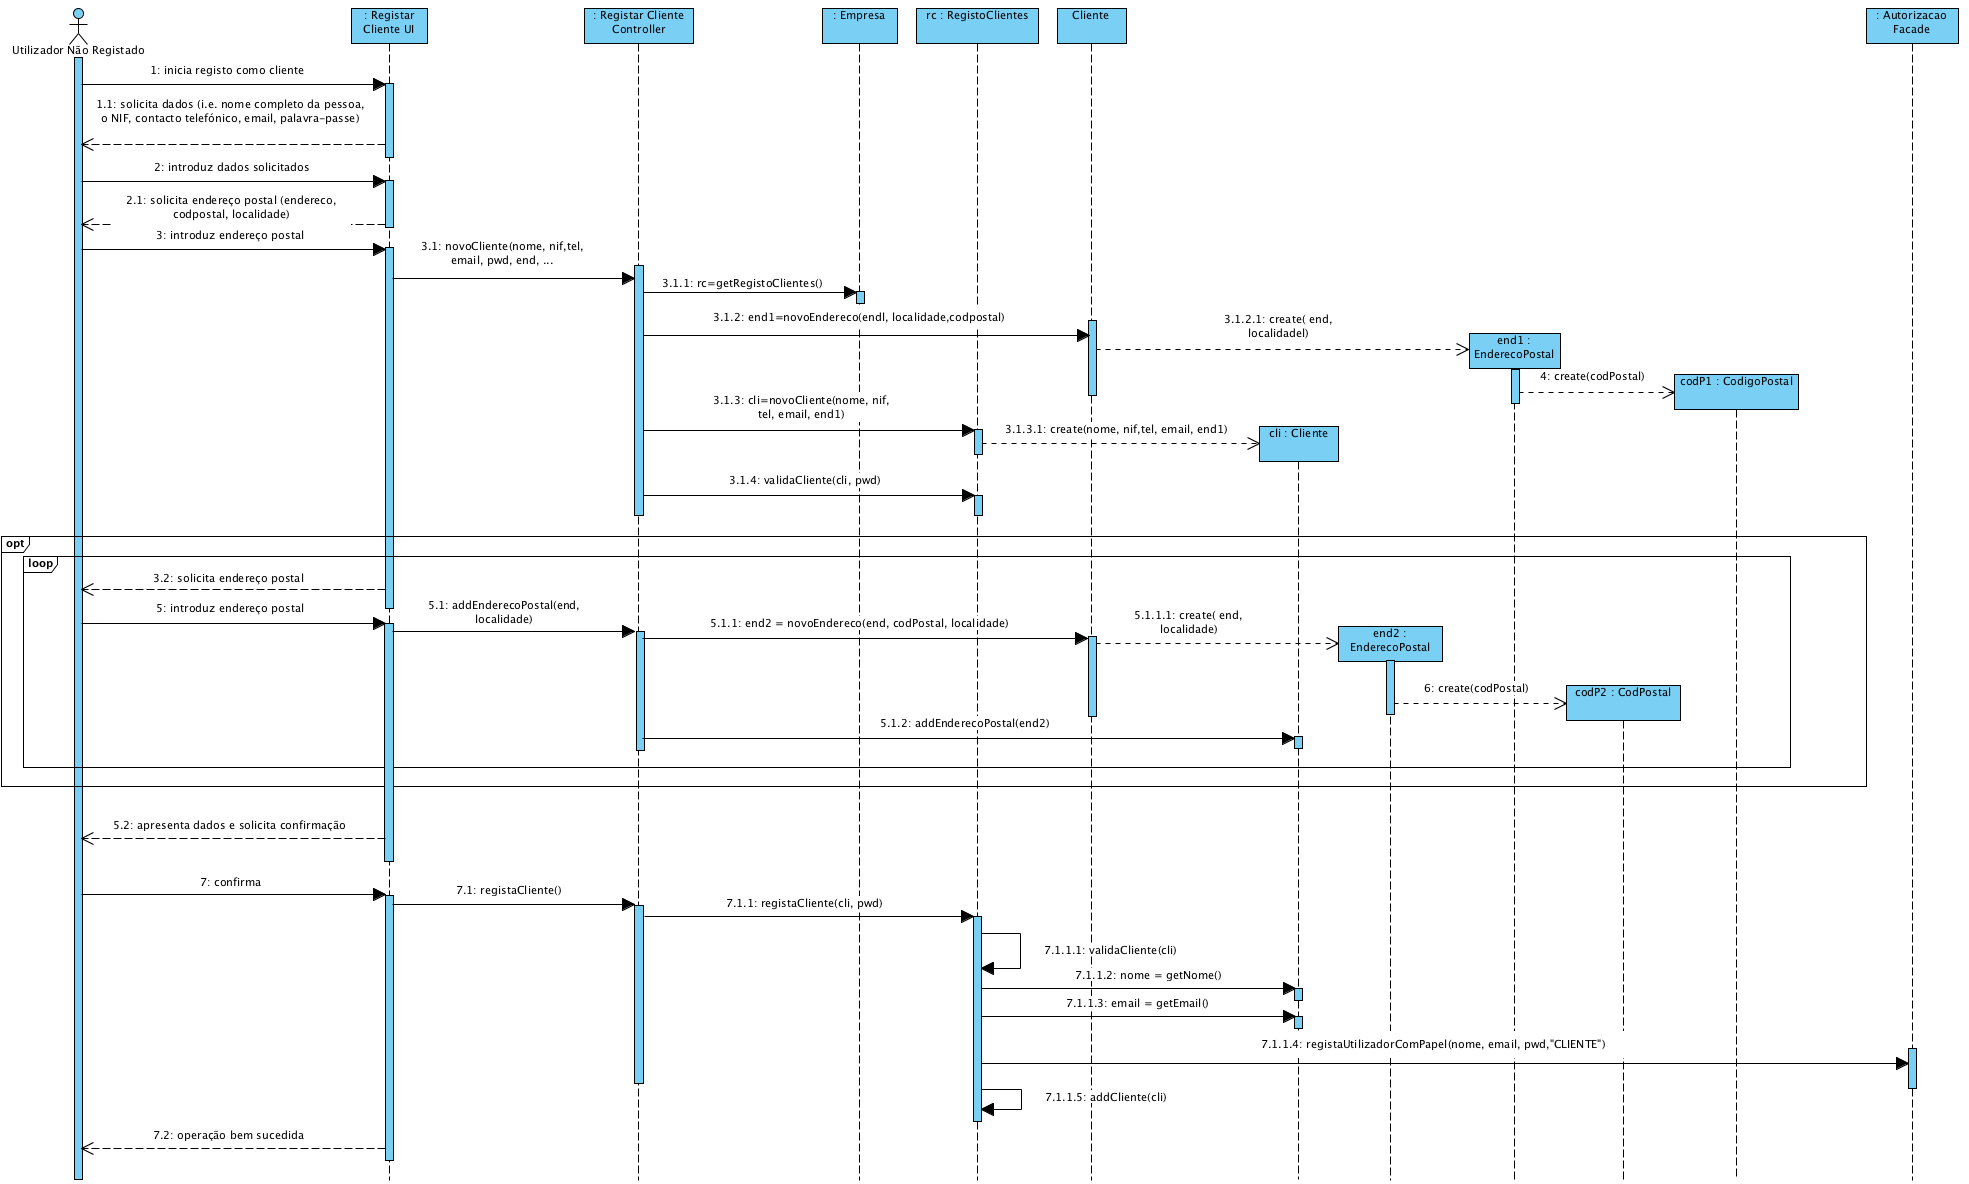 : Registar
Cliente UI
: Registar Cliente
Controller
: Empresa
rc : RegistoClientes
Cliente
: Autorizacao
Facade
Utilizador Não Registado
1: inicia registo como cliente
1.1: solicita dados (i.e. nome completo da pessoa,
o NIF, contacto telefónico, email, palavra-passe)
2: introduz dados solicitados
2.1: solicita endereço postal (endereco,
codpostal, localidade)
3: introduz endereço postal
3.1: novoCliente(nome, nif,tel,
email, pwd, end, ...
3.1.1: rc=getRegistoClientes()
3.1.2: end1=novoEndereco(endl, localidade,codpostal)
3.1.2.1: create( end,
localidadel)
end1 :
EnderecoPostal
4: create(codPostal)
codP1 : CodigoPostal
3.1.3: cli=novoCliente(nome, nif,
tel, email, end1)
3.1.3.1: create(nome, nif,tel, email, end1)
cli : Cliente
3.1.4: validaCliente(cli, pwd)
opt
loop
3.2: solicita endereço postal
5: introduz endereço postal
5.1: addEnderecoPostal(end,
localidade)
5.1.1: end2 = novoEndereco(end, codPostal, localidade)
5.1.1.1: create( end,
localidade)
end2 :
EnderecoPostal
6: create(codPostal)
codP2 : CodPostal
5.1.2: addEnderecoPostal(end2)
5.2: apresenta dados e solicita confirmação
7: confirma
7.1: registaCliente()
7.1.1: registaCliente(cli, pwd)
7.1.1.1: validaCliente(cli)
7.1.1.2: nome = getNome()
7.1.1.3: email = getEmail()
7.1.1.4: registaUtilizadorComPapel(nome, email, pwd,"CLIENTE")
7.1.1.5: addCliente(cli)
7.2: operação bem sucedida